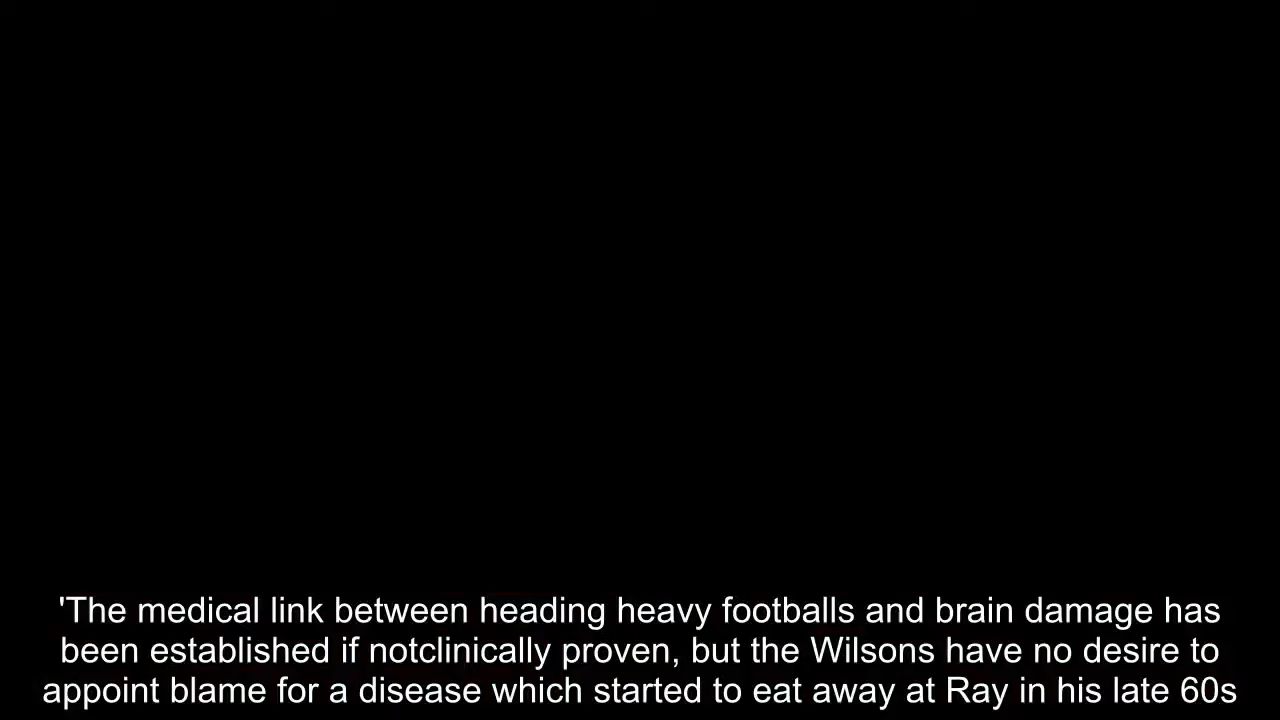 'The medical link between heading heavy footballs and brain damage has
been established if notclinically proven, but the Wilsons have no desire to
appoint blame for a disease which started to eat away at Ray in his late 60s